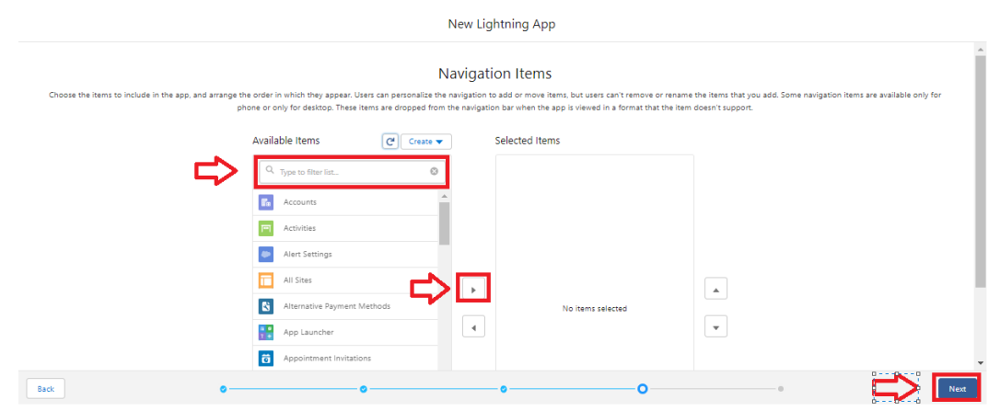 New Lightning App
Navigation Items
Choose the items to include in the app, and arrange the order in which they appear. Users can personalize the navigation to add or move items, but users can't remove or rename the items that you add. Some navigation items are available only for
phone or only for desktop. These items are dropped from the navigation bar when the app is viewed in a format that the item doesn't support.
Available Items
Create
Selected Items
Type to filter list...
Accounts
Activities
Alert Settings
All Sites
Alternative Payment Methods
App Launcher
Appointment Invitations
No items selected
Back
Next